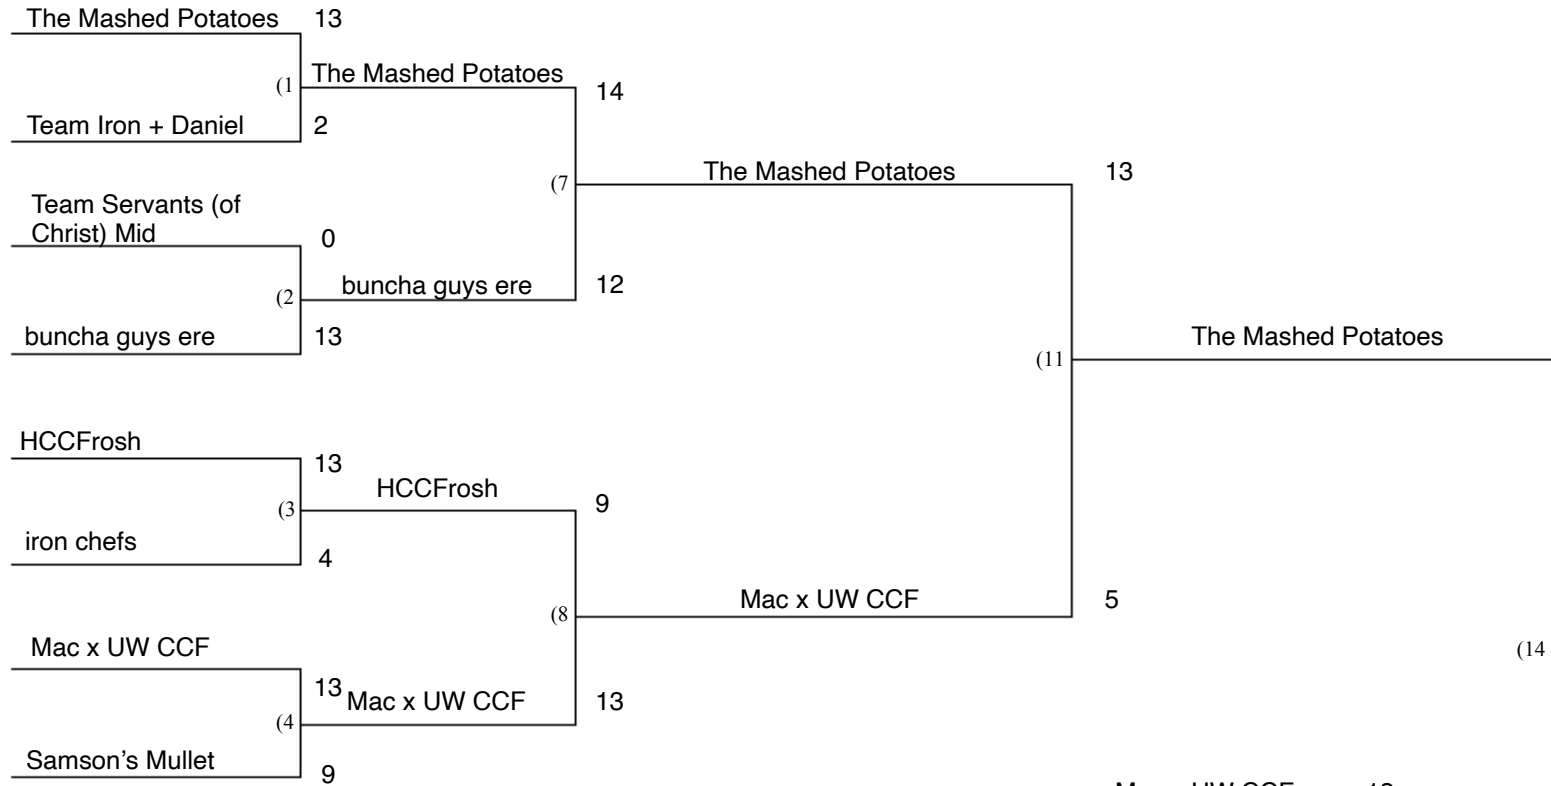 The Mashed Potatoes 13
(1 The Mashed Potatoes 14
Team Iron + Daniel 2
(7 The Mashed Potatoes 13
Team Servants (of
Christ) Mid 0
(2 buncha guys ere 12
buncha guys ere 13
(11 The Mashed Potatoes
HCCFrosh 13
(3 HCCFrosh 9
iron chefs 4
(8 Mac x UW CCF 5
Mac x UW CCF 13
(14
(4 Mac x UW CCF 13
Samson's Mullet 9